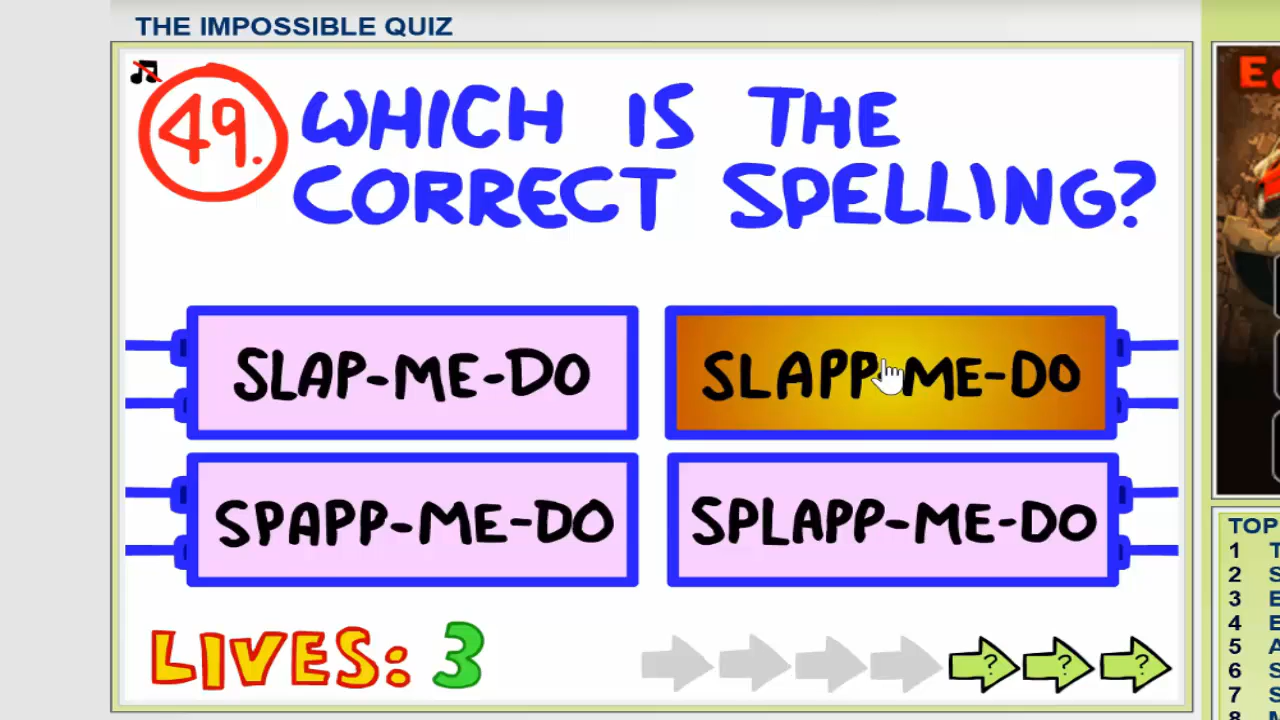 THE IMPOSSIBLE QUIZ
49. WHICH IS THE
CORRECT SPELLING?
SLAP-ME-DO
SLAPP-ME-DO
SPAPP-ME-DO
SPLAPP-ME-DO
LIVES: 3
? ? ?
TOP
1
2
3
4
5
6
7
8